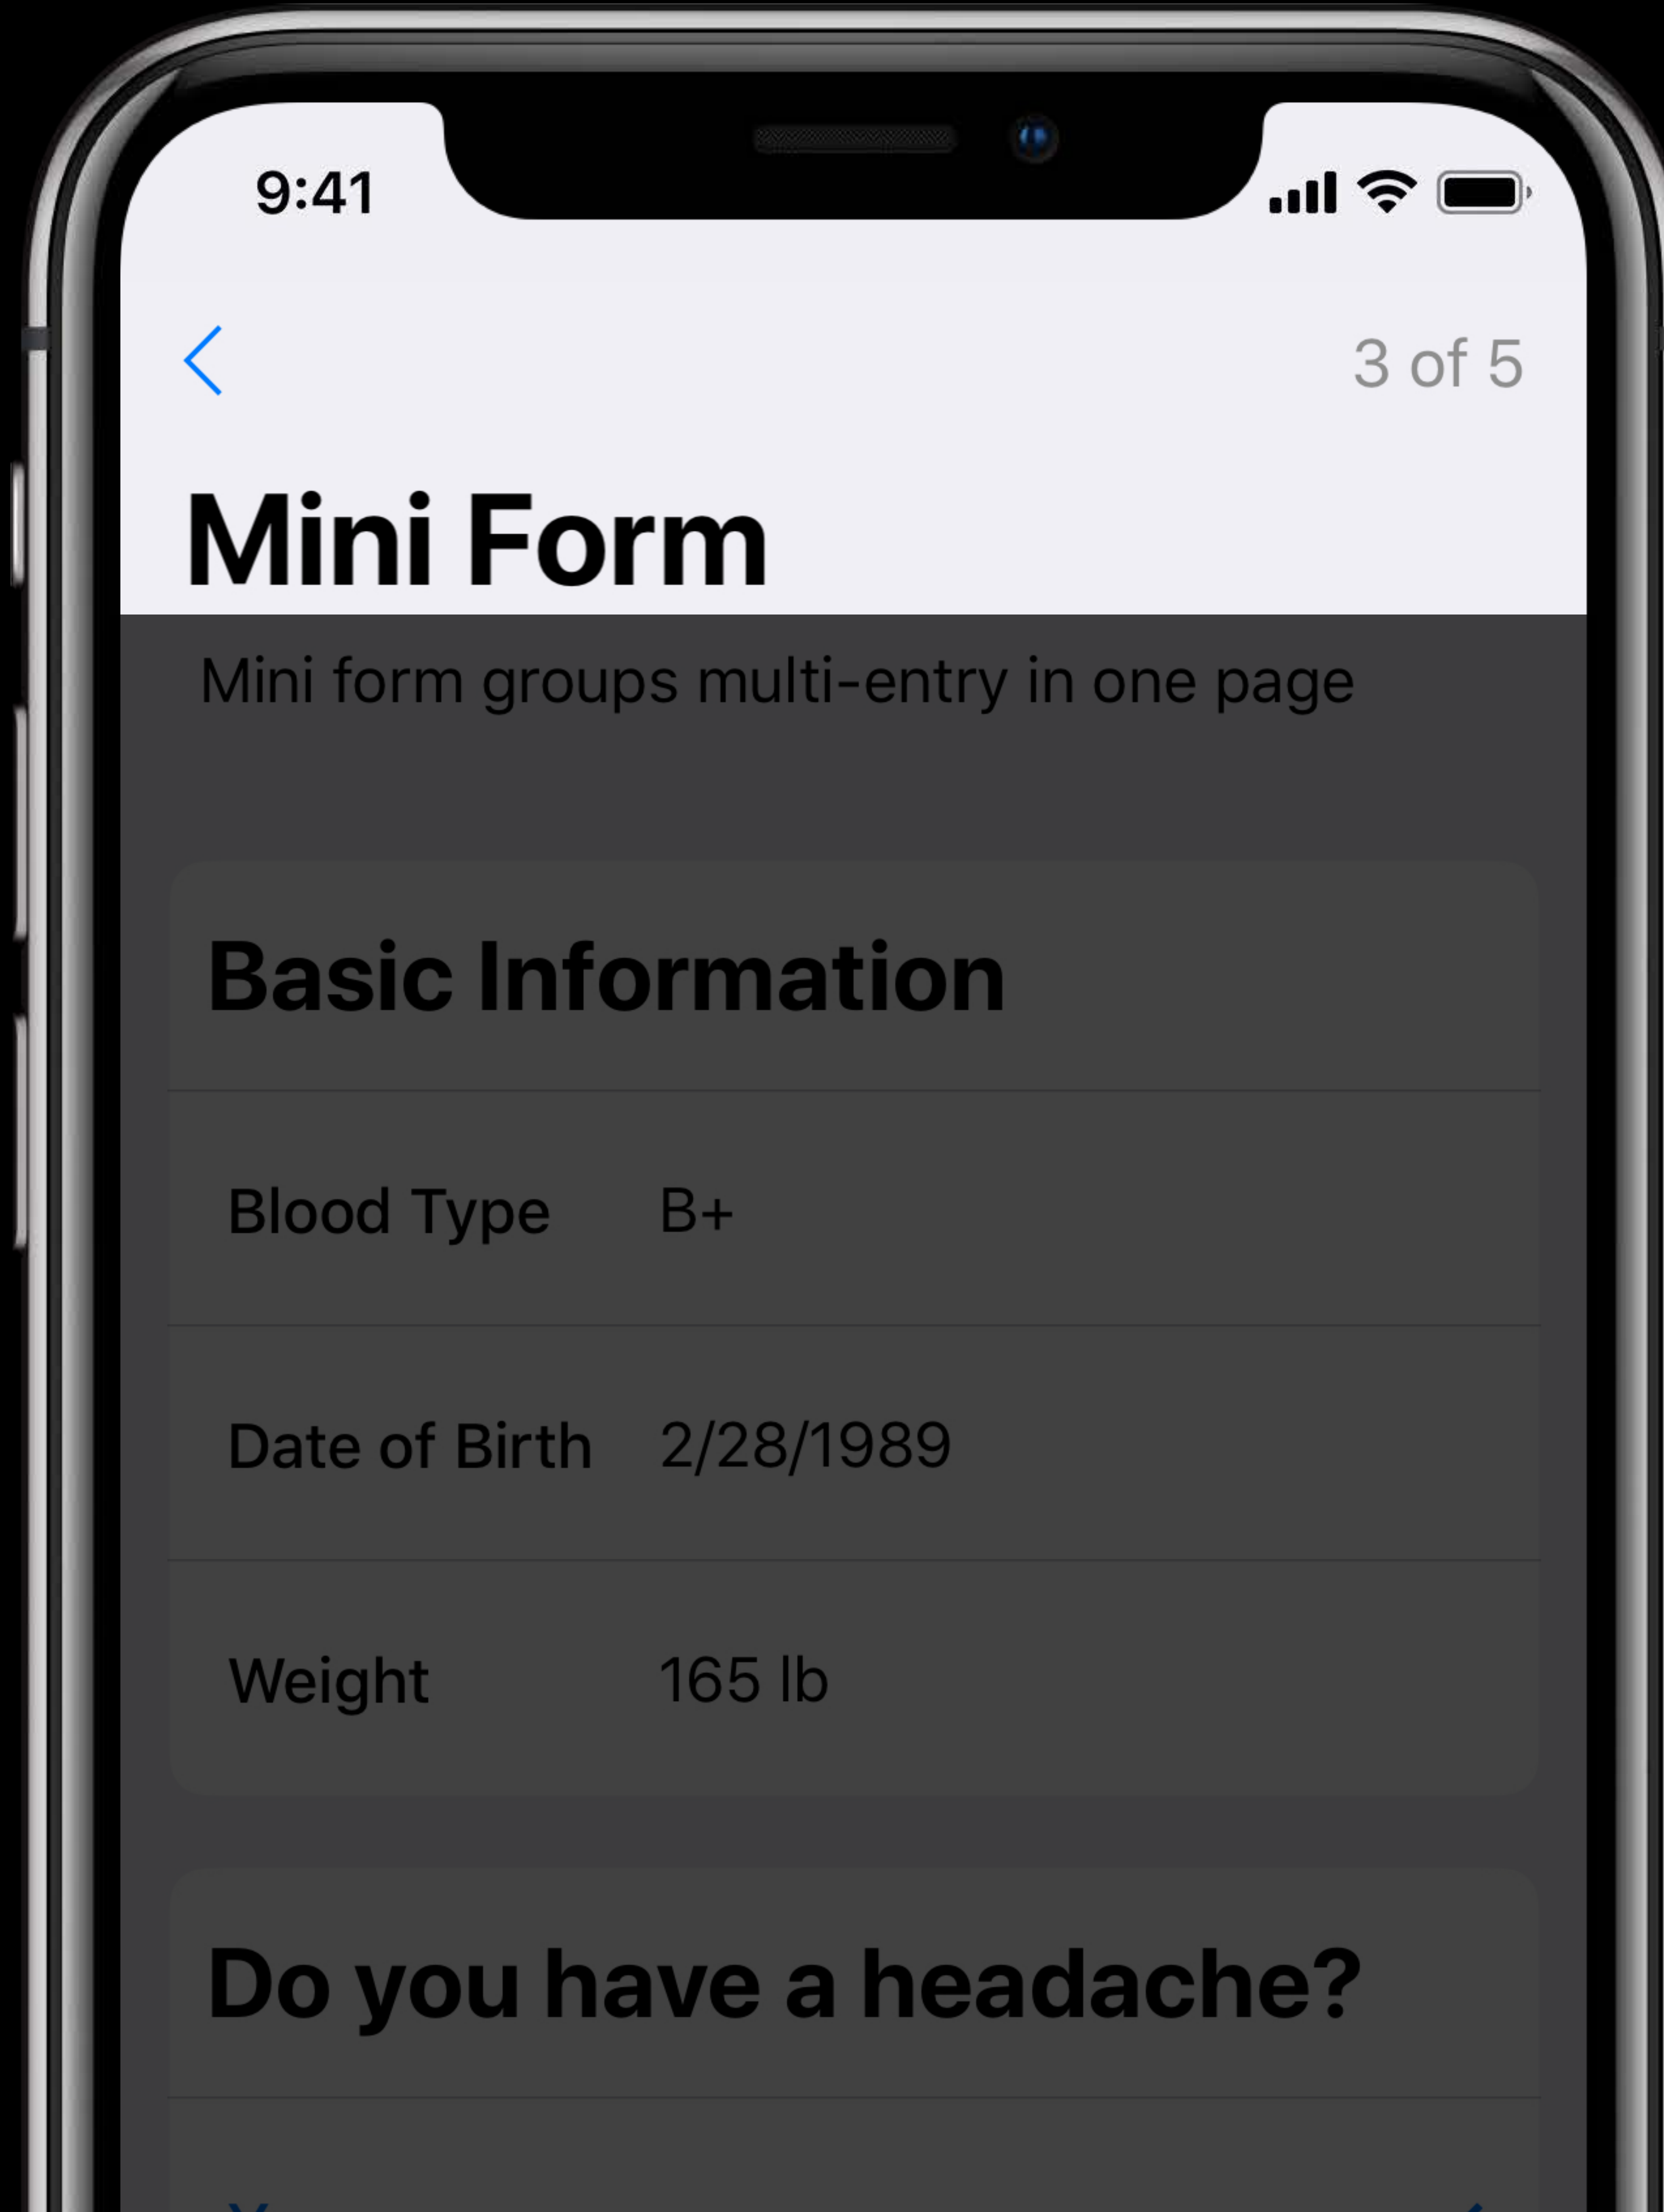 9:41
3 of 5
Mini Form
Mini form groups multi-entry in one page
Basic Information
Blood Type B+
Date of Birth 2/28/1989
Weight 165 lb
Do you have a headache?